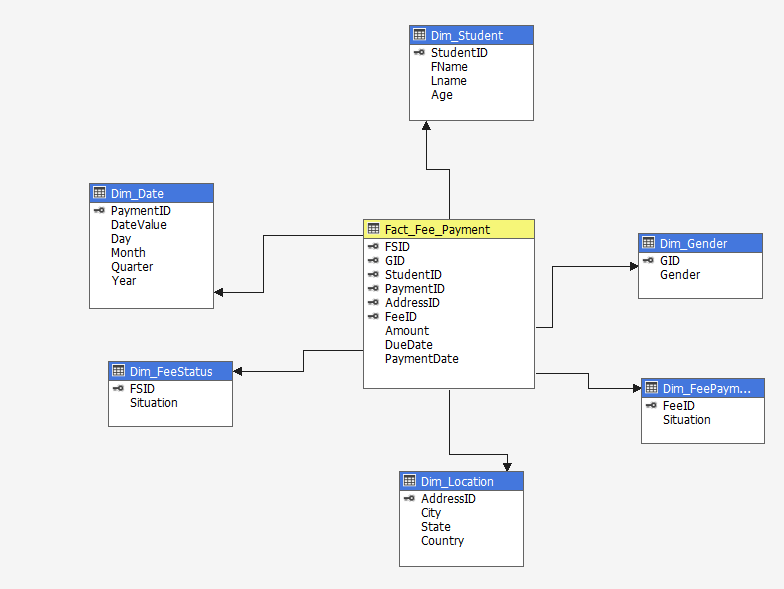 Dim_Student
StudentID
FName
Lname
Age
Dim_Date
PaymentID
DateValue
Day
Month
Quarter
Year
Fact_Fee_Payment
FSID
GID
StudentID
PaymentID
AddressID
FeeID
Amount
DueDate
PaymentDate
Dim_Gender
GID
Gender
Dim_FeeStatus
FSID
Situation
Dim_FeePaym...
FeeID
Situation
Dim_Location
AddressID
City
State
Country